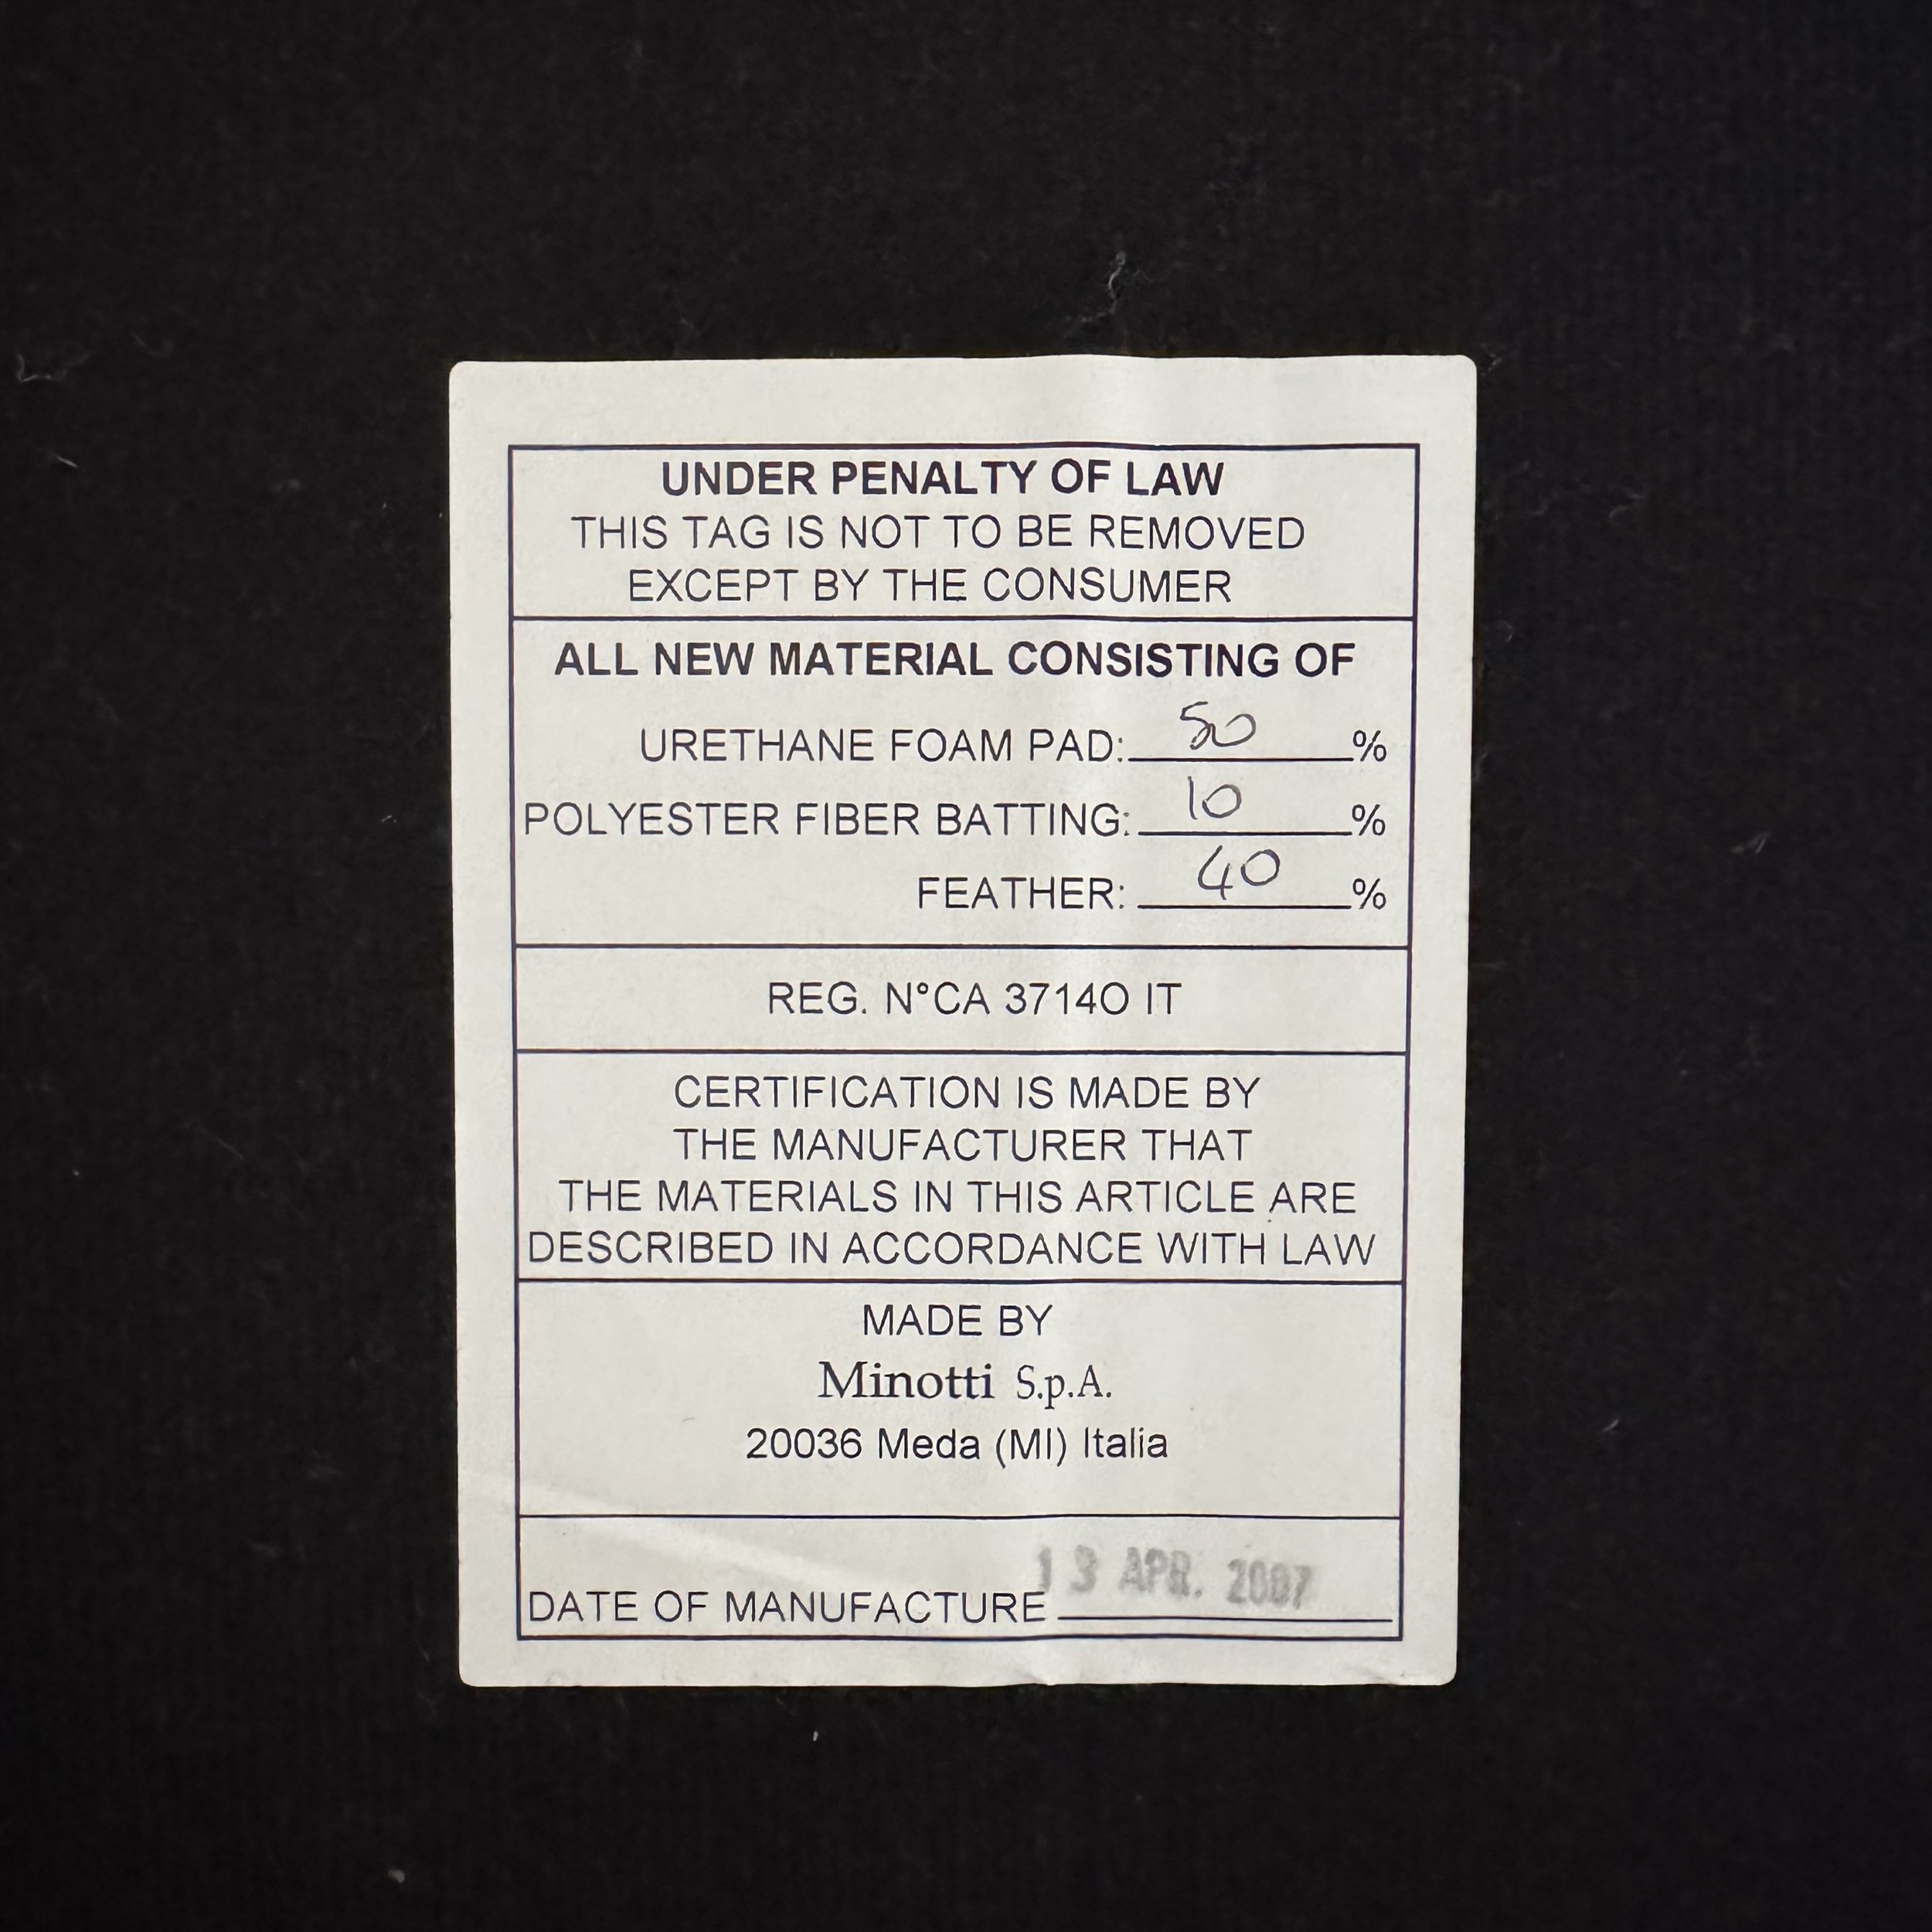 UNDER PENALTY OF LAW
THIS TAG IS NOT TO BE REMOVED
EXCEPT BY THE CONSUMER
ALL NEW MATERIAL CONSISTING OF
URETHANE FOAM PAD: 50 %
POLYESTER FIBER BATTING: 10 %
FEATHER: 40 %
REG. N°CA 3714O IT
CERTIFICATION IS MADE BY
THE MANUFACTURER THAT
THE MATERIALS IN THIS ARTICLE ARE
DESCRIBED IN ACCORDANCE WITH LAW
MADE BY
Minotti S.p.A.
20036 Meda (MI) Italia
DATE OF MANUFACTURE 13 APR. 2007